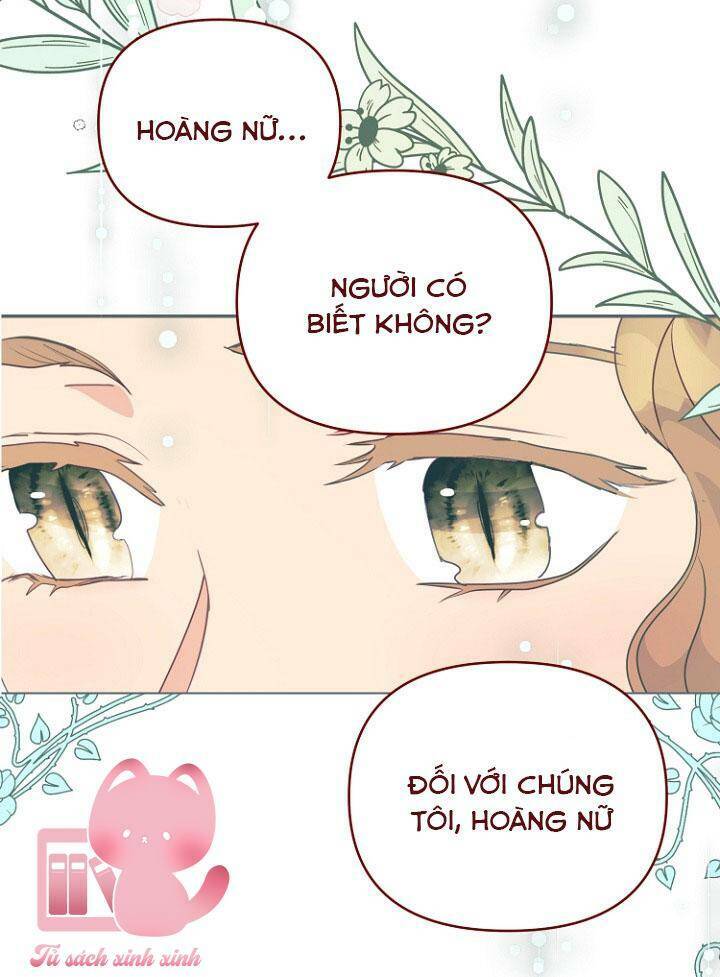 HOÀNG NỮ...
NGƯỜI CÓ
BIẾT KHÔNG?
ĐỐI VỚI CHÚNG
TÔI, HOÀNG NỮ
Tủ sách xinh xinh